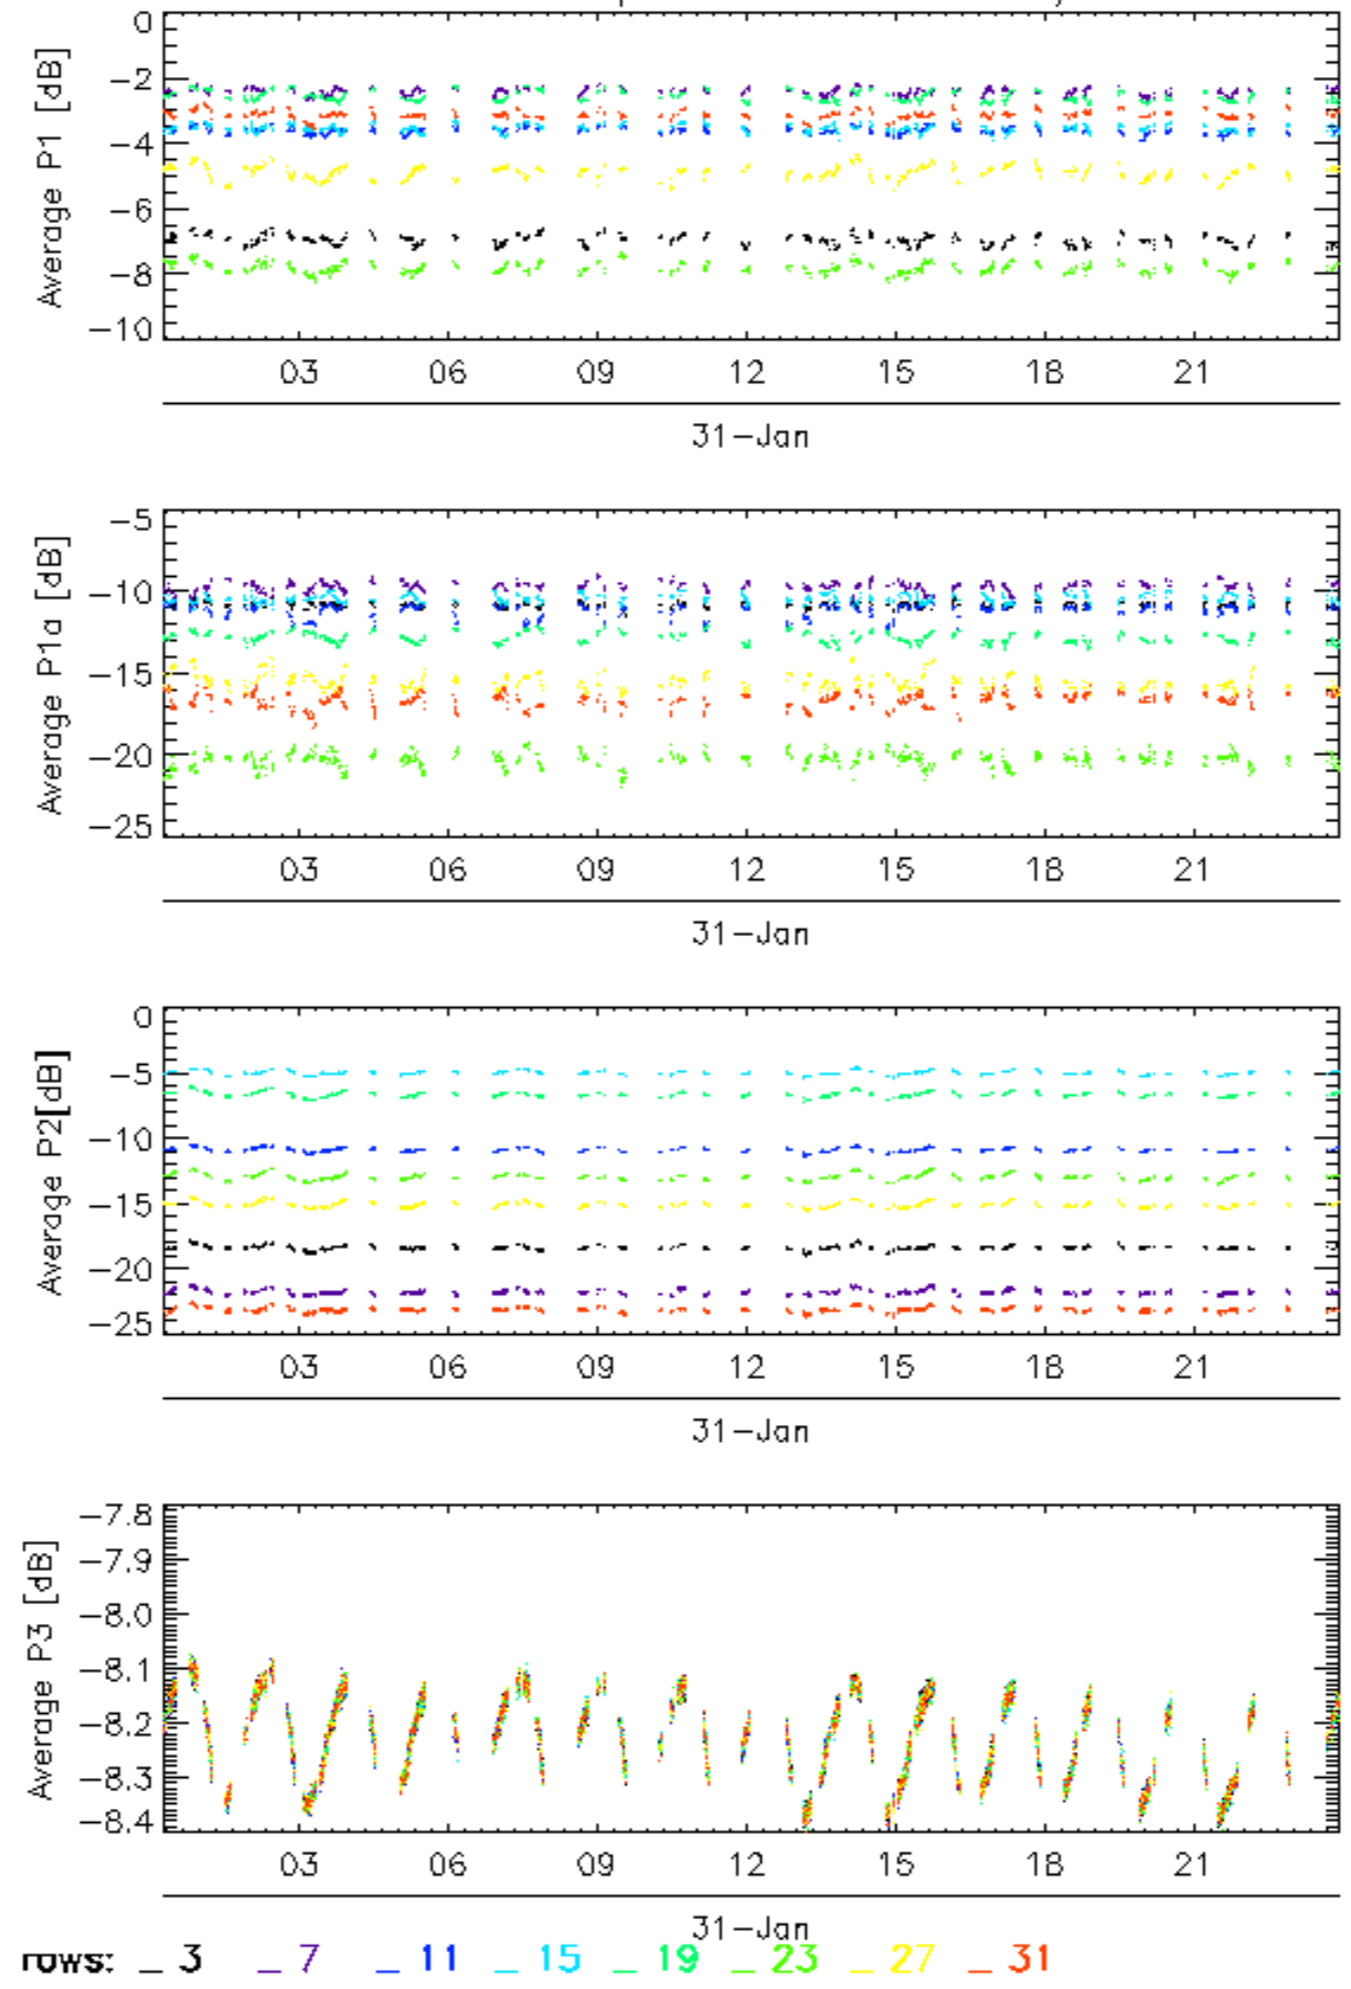 0
−2
−4
−6
−8
−10
Average P1 [dB]
03 06 09 12 15 18 21
31−Jan
−5
−10
−15
−20
−25
Average P1a [dB]
03 06 09 12 15 18 21
31−Jan
0
−5
−10
−15
−20
−25
Average P2[dB]
03 06 09 12 15 18 21
31−Jan
−7.8
−7.9
−8.0
−8.1
−8.2
−8.3
−8.4
Average P3 [dB]
03 06 09 12 15 18 21
31−Jan
rows: _ 3 _ 7 _ 11 _ 15 _ 19 _ 23 _ 27 _ 31